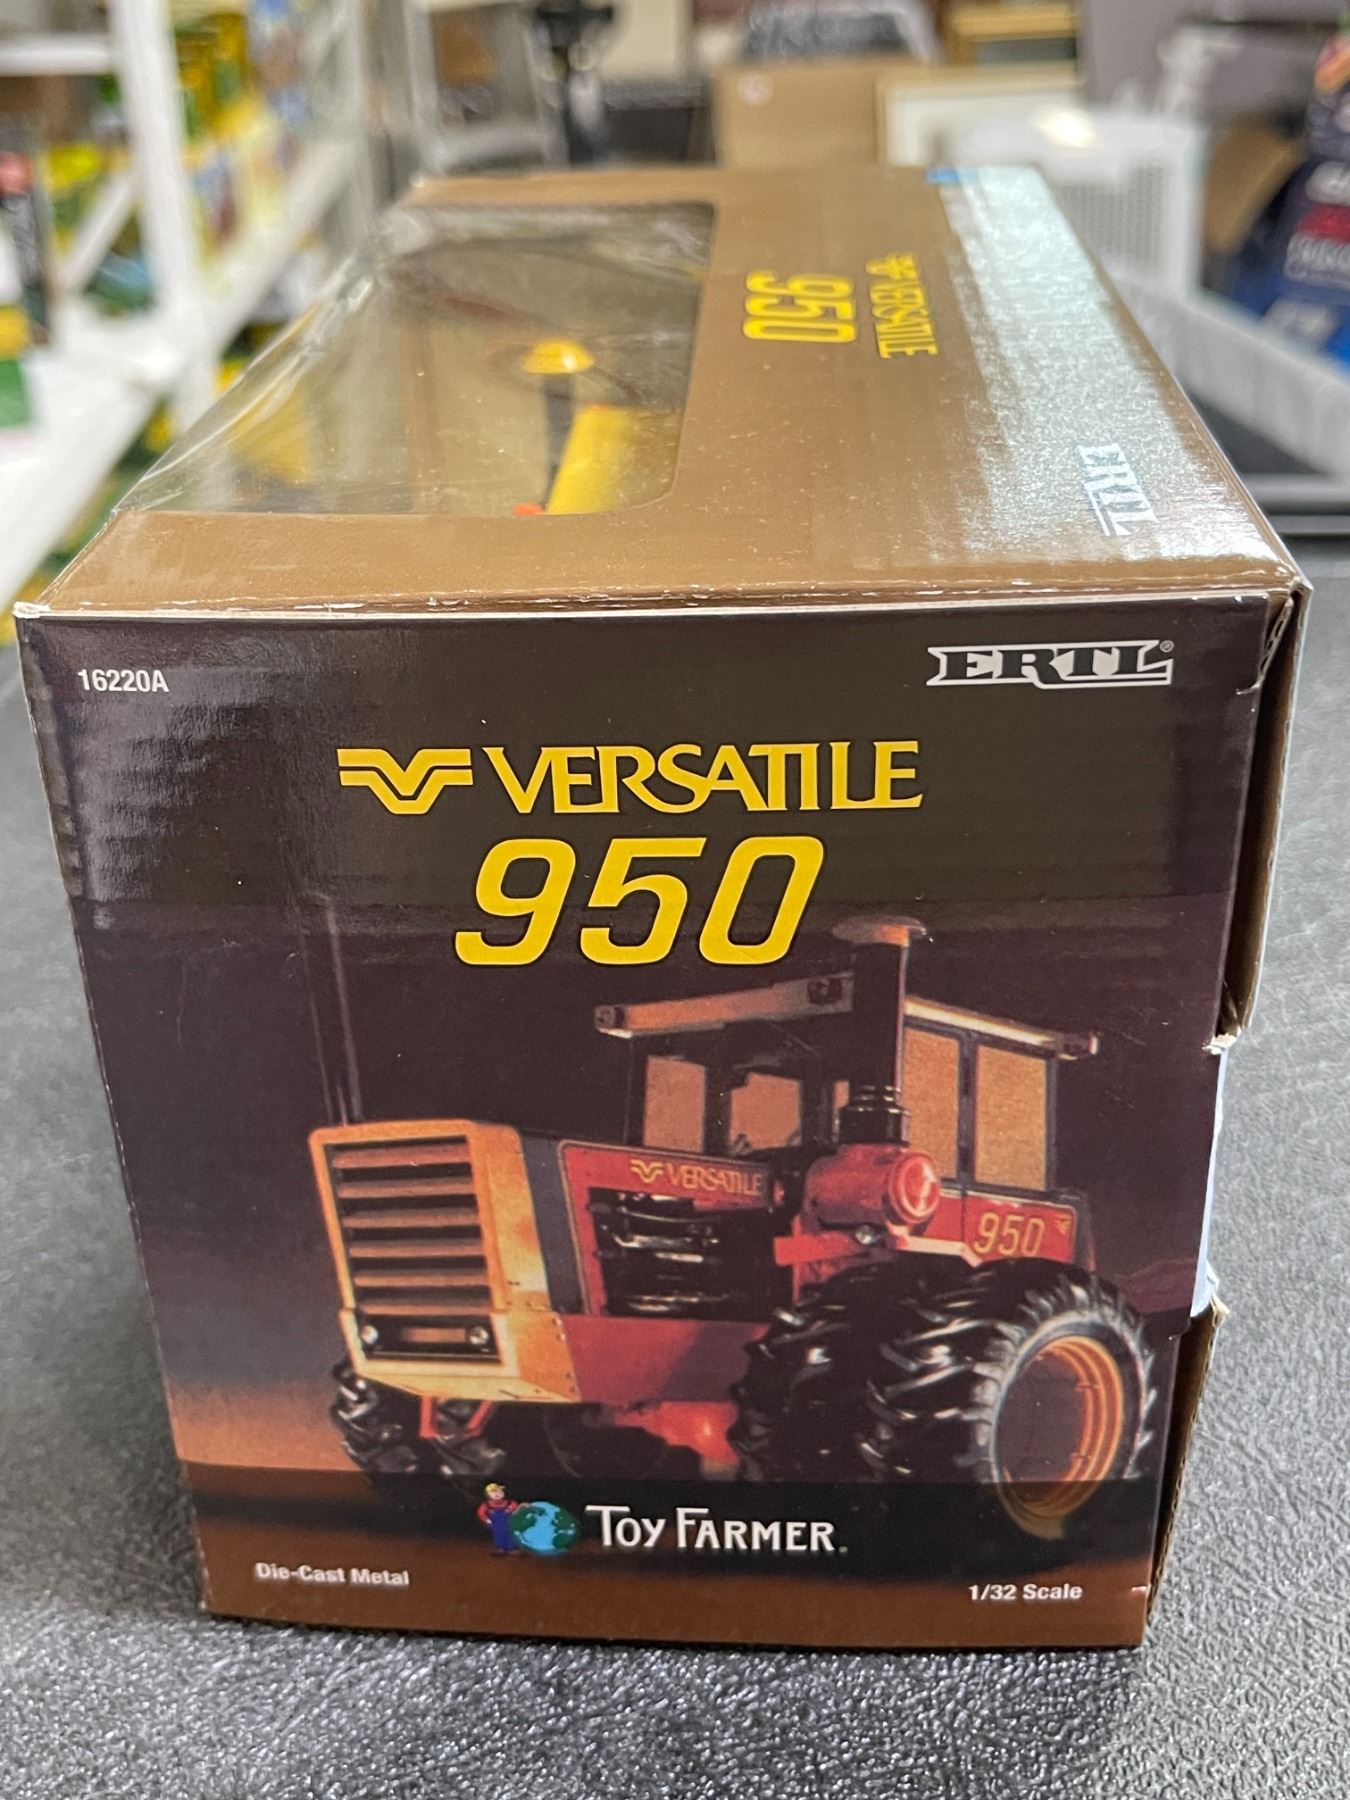 VERSATILE
950
ERTL
16220A
ERTL®
VERSATILE
950
VERSATILE
950
TOY FARMER.
Die-Cast Metal
1/32 Scale